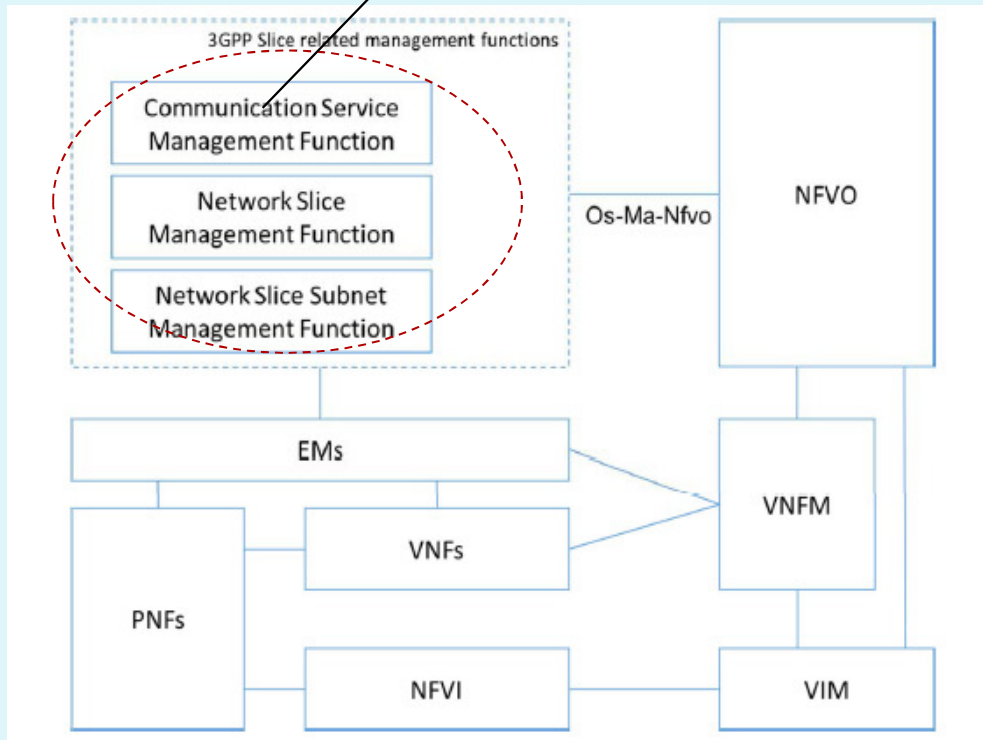 3GPP Slice related management functions
Communication Service
Management Function
Network Slice
Management Function
Network Slice Subnet
Management Function
Os-Ma-Nfvo
NFVO
EMs
VNFM
VNFs
PNFs
NFVI
VIM